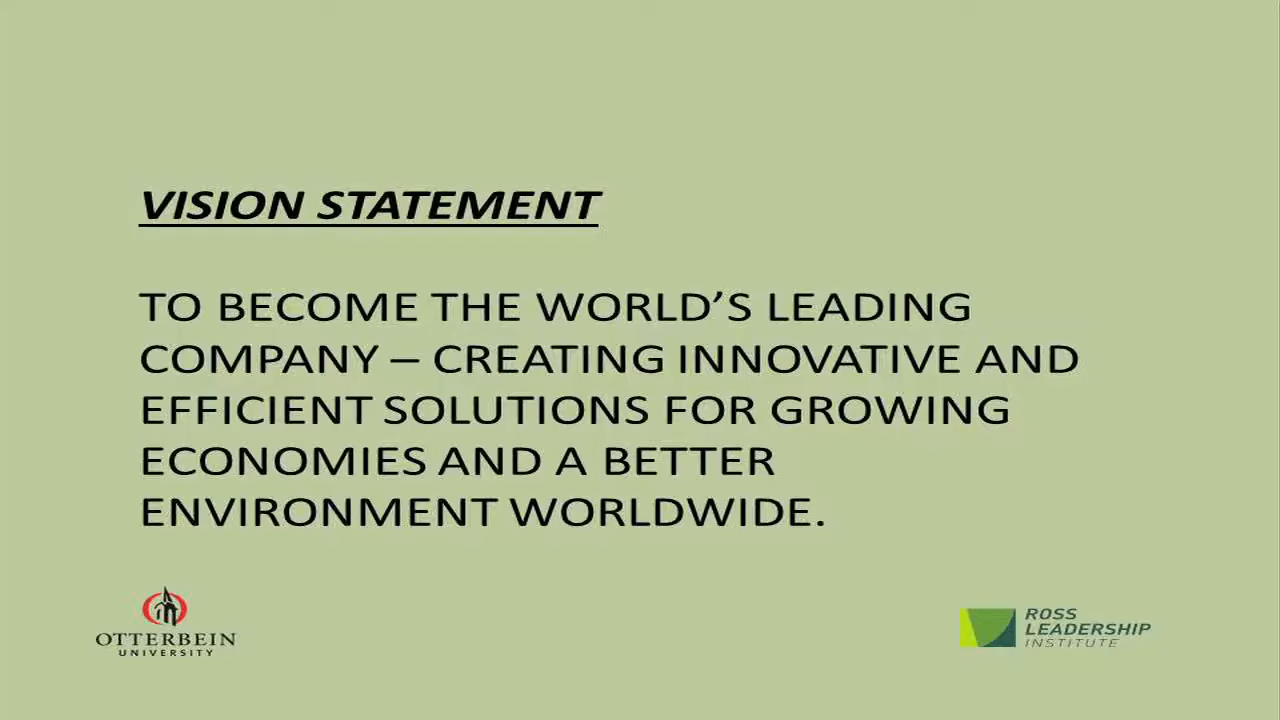 VISION STATEMENT
TO BECOME THE WORLD’S LEADING
COMPANY – CREATING INNOVATIVE AND
EFFICIENT SOLUTIONS FOR GROWING
ECONOMIES AND A BETTER
ENVIRONMENT WORLDWIDE.
OTTERBEIN
UNIVERSITY
ROSS
LEADERSHIP
INSTITUTE